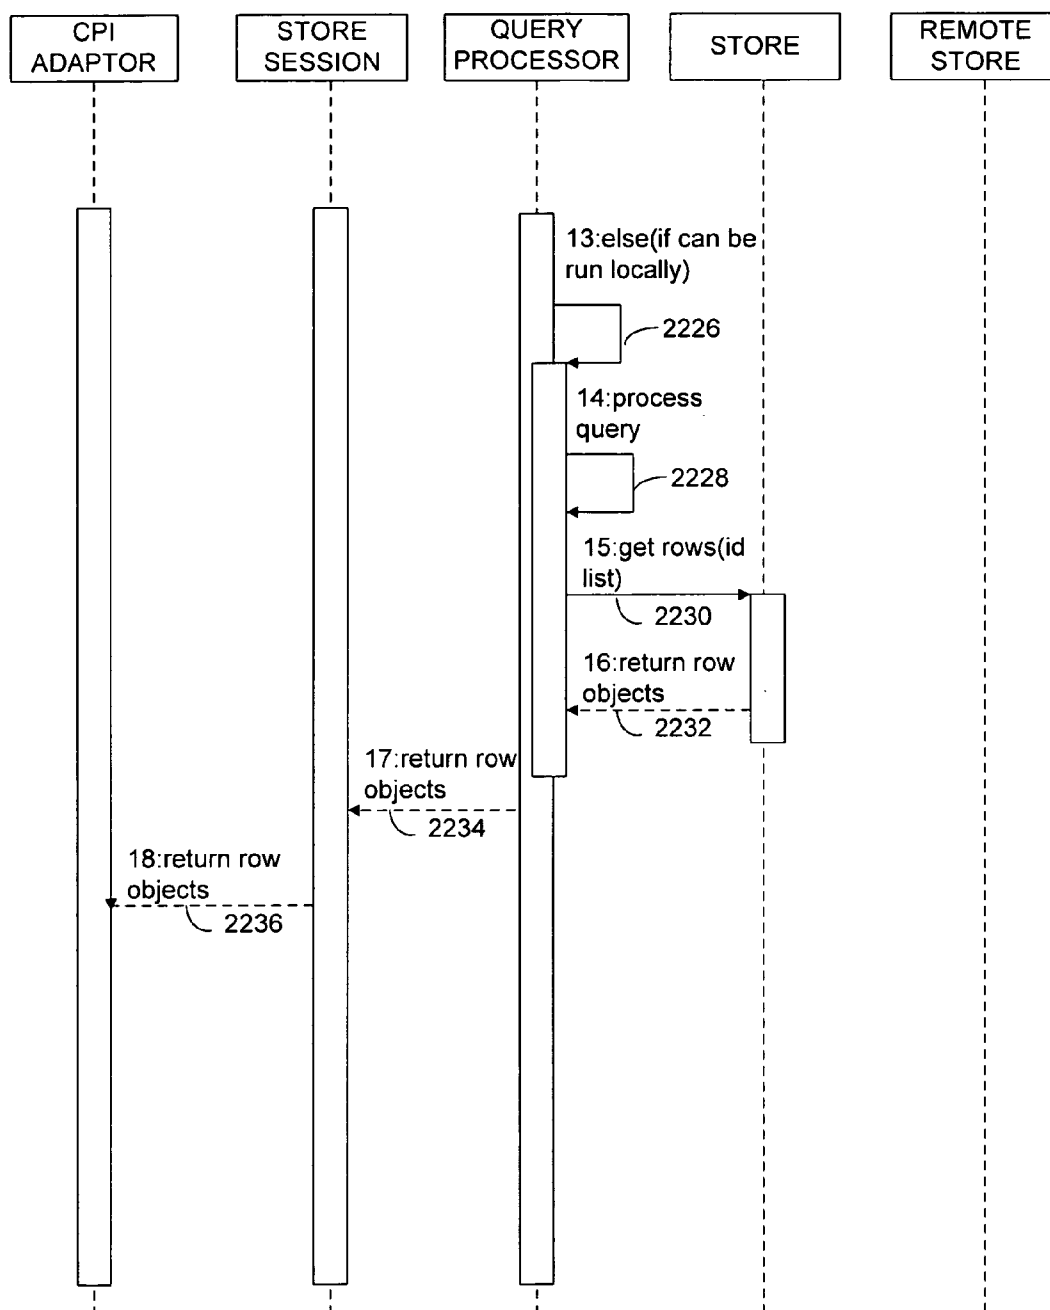 CPI
ADAPTOR
STORE
SESSION
QUERY
PROCESSOR
STORE
REMOTE
STORE
13:else(if can be
run locally)
2226
14:process
query
2228
15:get rows(id
list)
2230
16:return row
objects
2232
17:return row
objects
2234
18:return row
objects
2236